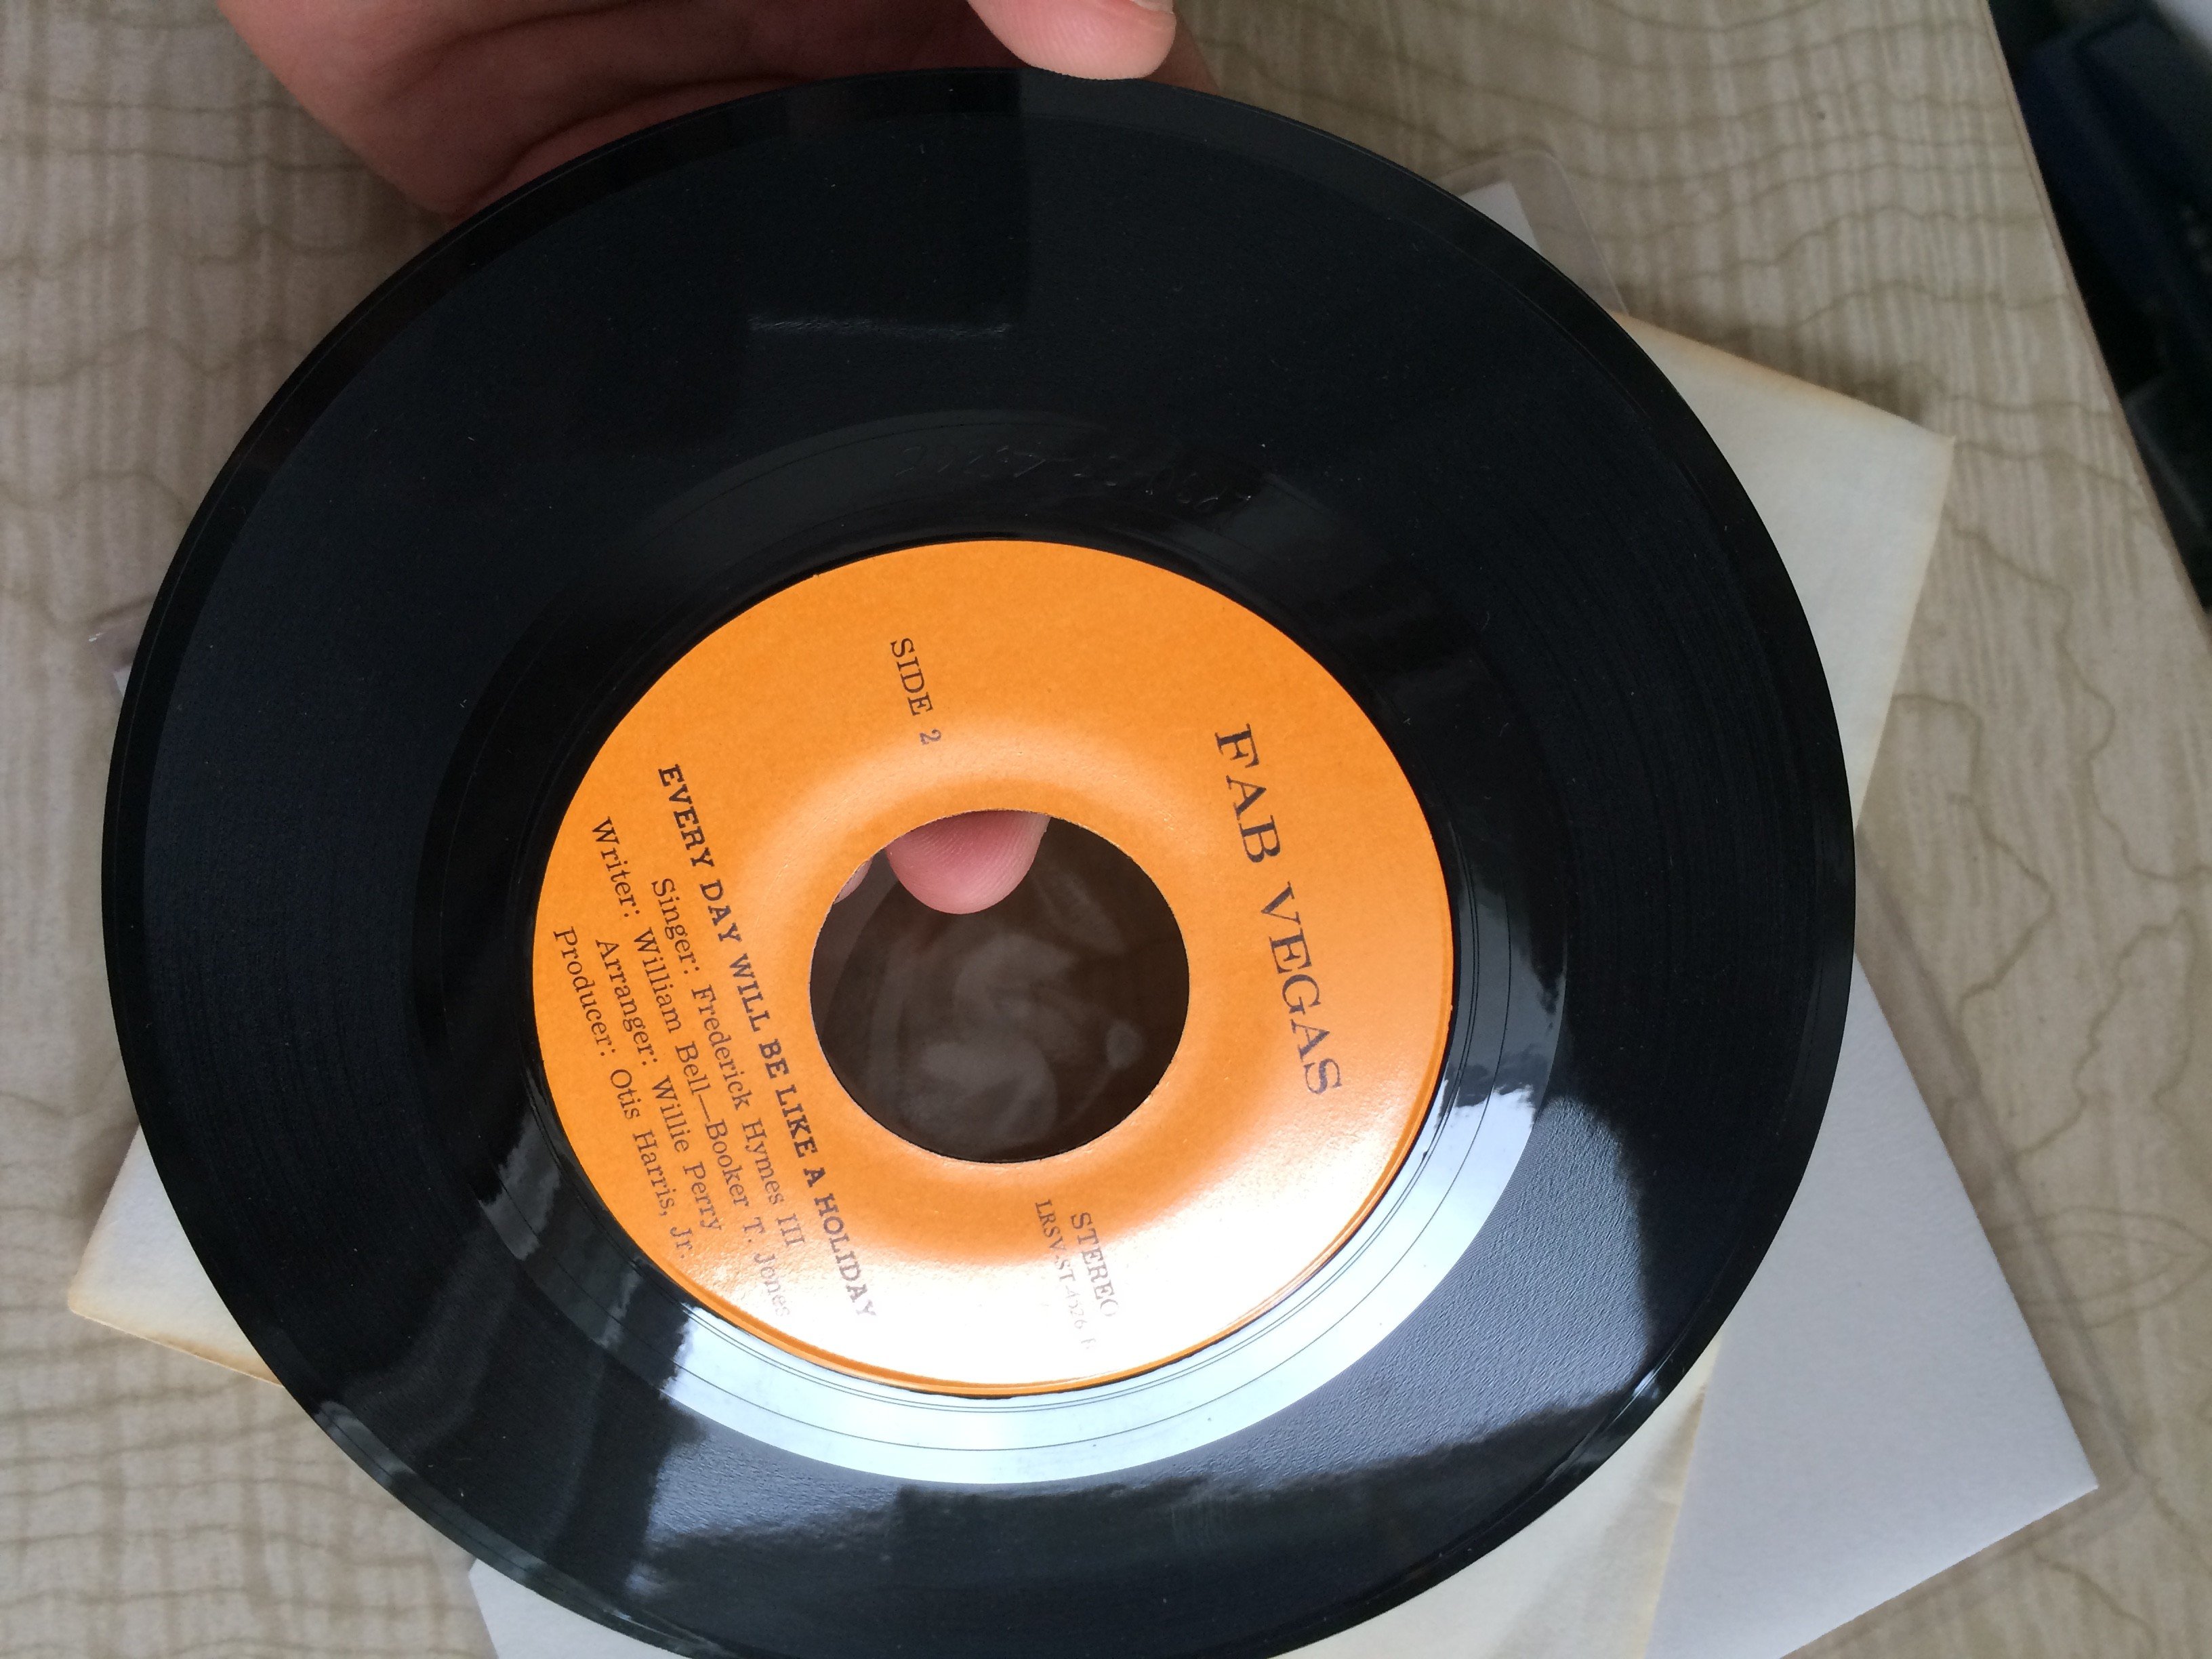 FAB VEGAS
SIDE 2
STEREO
EVERY DAY WILL BE LIKE A HOLIDAY
Singer: Frederick Hymes III
Writer: William Bell—Booker T. Jones
Arranger: Willie Perry
Producer: Otis Harris, Jr.